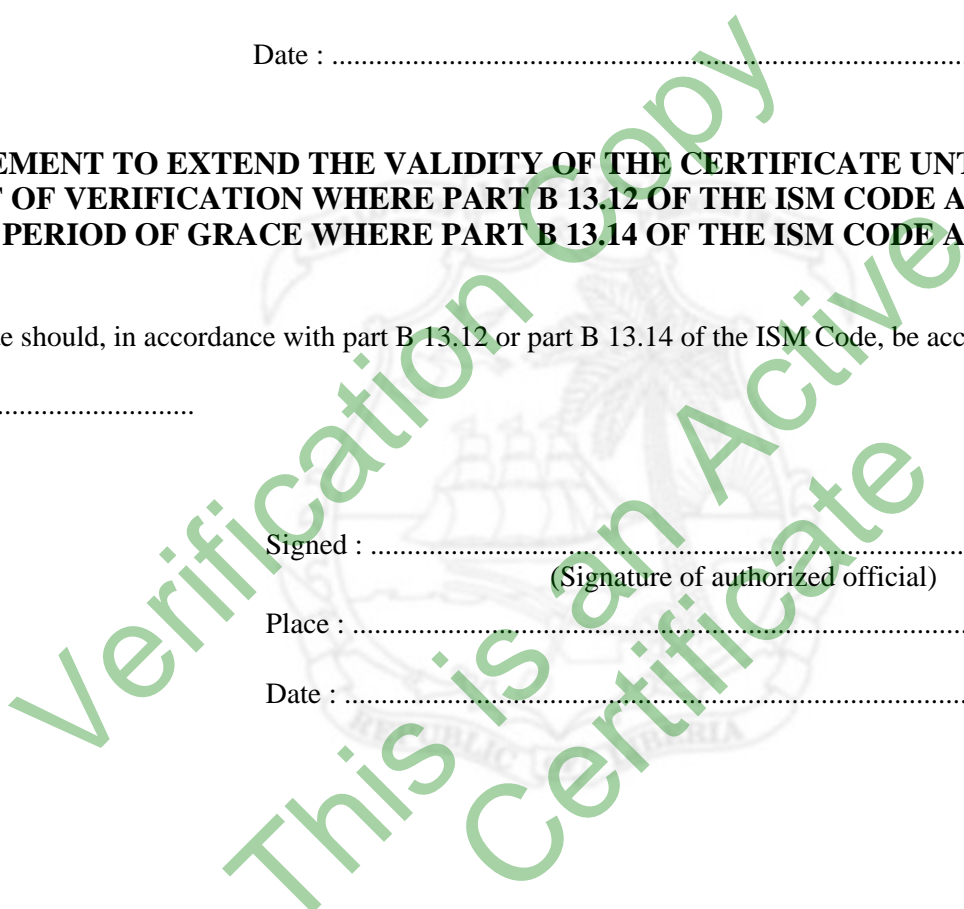 Date : ......................................................................................
EMENT TO EXTEND THE VALIDITY OF THE CERTIFICATE UNT
OF VERIFICATION WHERE PART B 13.12 OF THE ISM CODE A
PERIOD OF GRACE WHERE PART B 13.14 OF THE ISM CODE A
e should, in accordance with part B 13.12 or part B 13.14 of the ISM Code, be acc
...........................
Signed : .................................................................................
(Signature of authorized official)
Place : ...................................................................................
Date : ....................................................................................
REPUBLIC OF LIBERIA
Verification Copy
This is an Active
Certificate